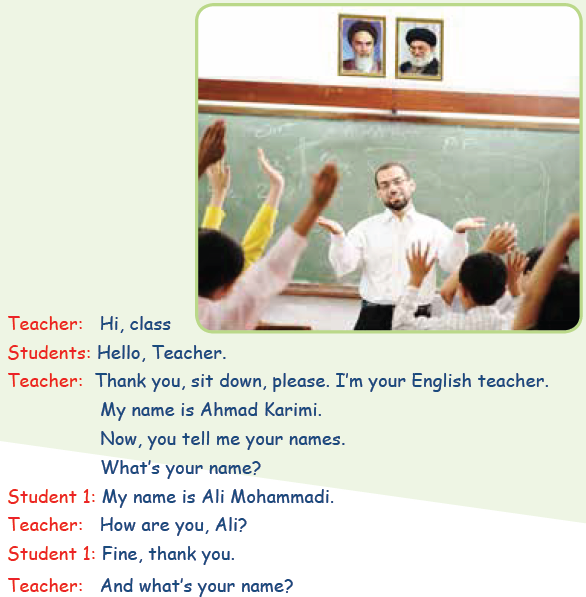 Teacher: Hi, class
Students: Hello, Teacher.
Teacher: Thank you, sit down, please. I'm your English teacher.
My name is Ahmad Karimi.
Now, you tell me your names.
What's your name?
Student 1: My name is Ali Mohammadi.
Teacher: How are you, Ali?
Student 1: Fine, thank you.
Teacher: And what's your name?